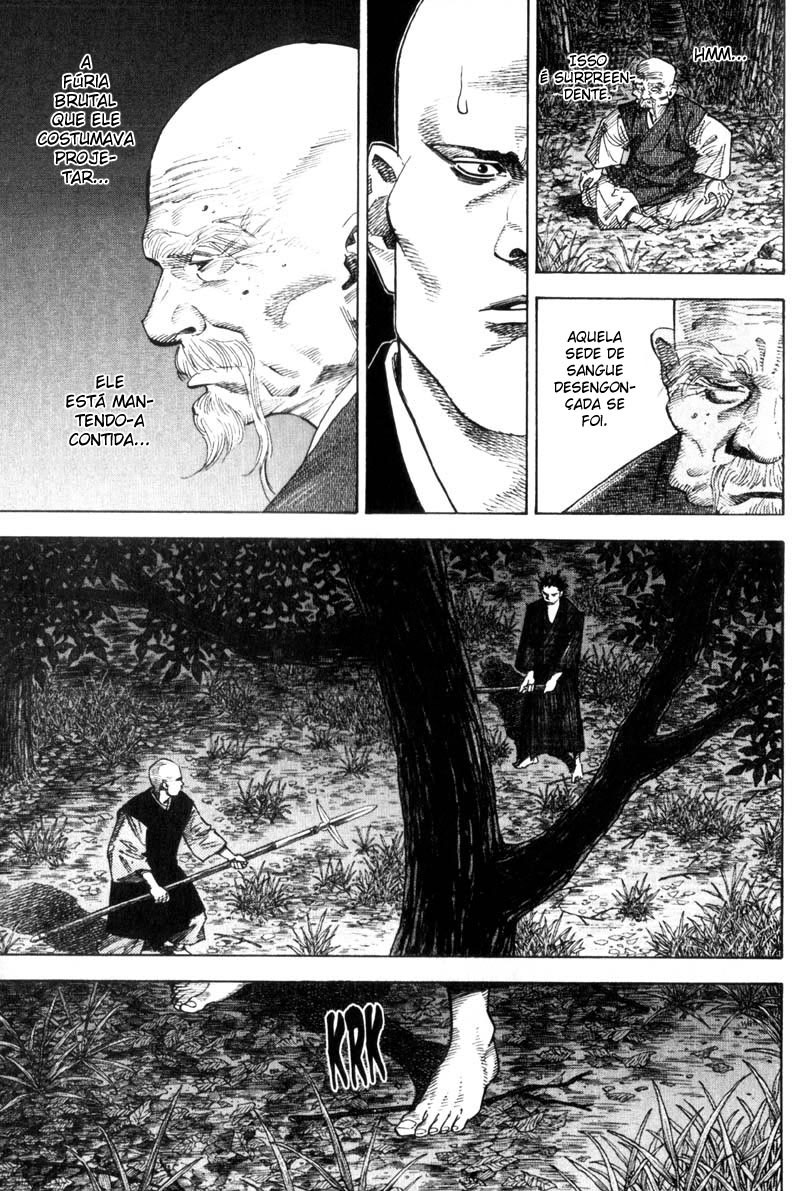 HMM...
ISSO
É SURPREEN-
DENTE.
AQUELA
SEDE DE
SANGUE
DESENGON-
ÇADA SE
FOI.
A
FÚRIA
BRUTAL
QUE ELE
COSTUMAVA
PROJE-
TAR...
ELE
ESTÁ MAN-
TENDO-A
CONTIDA...
KRK